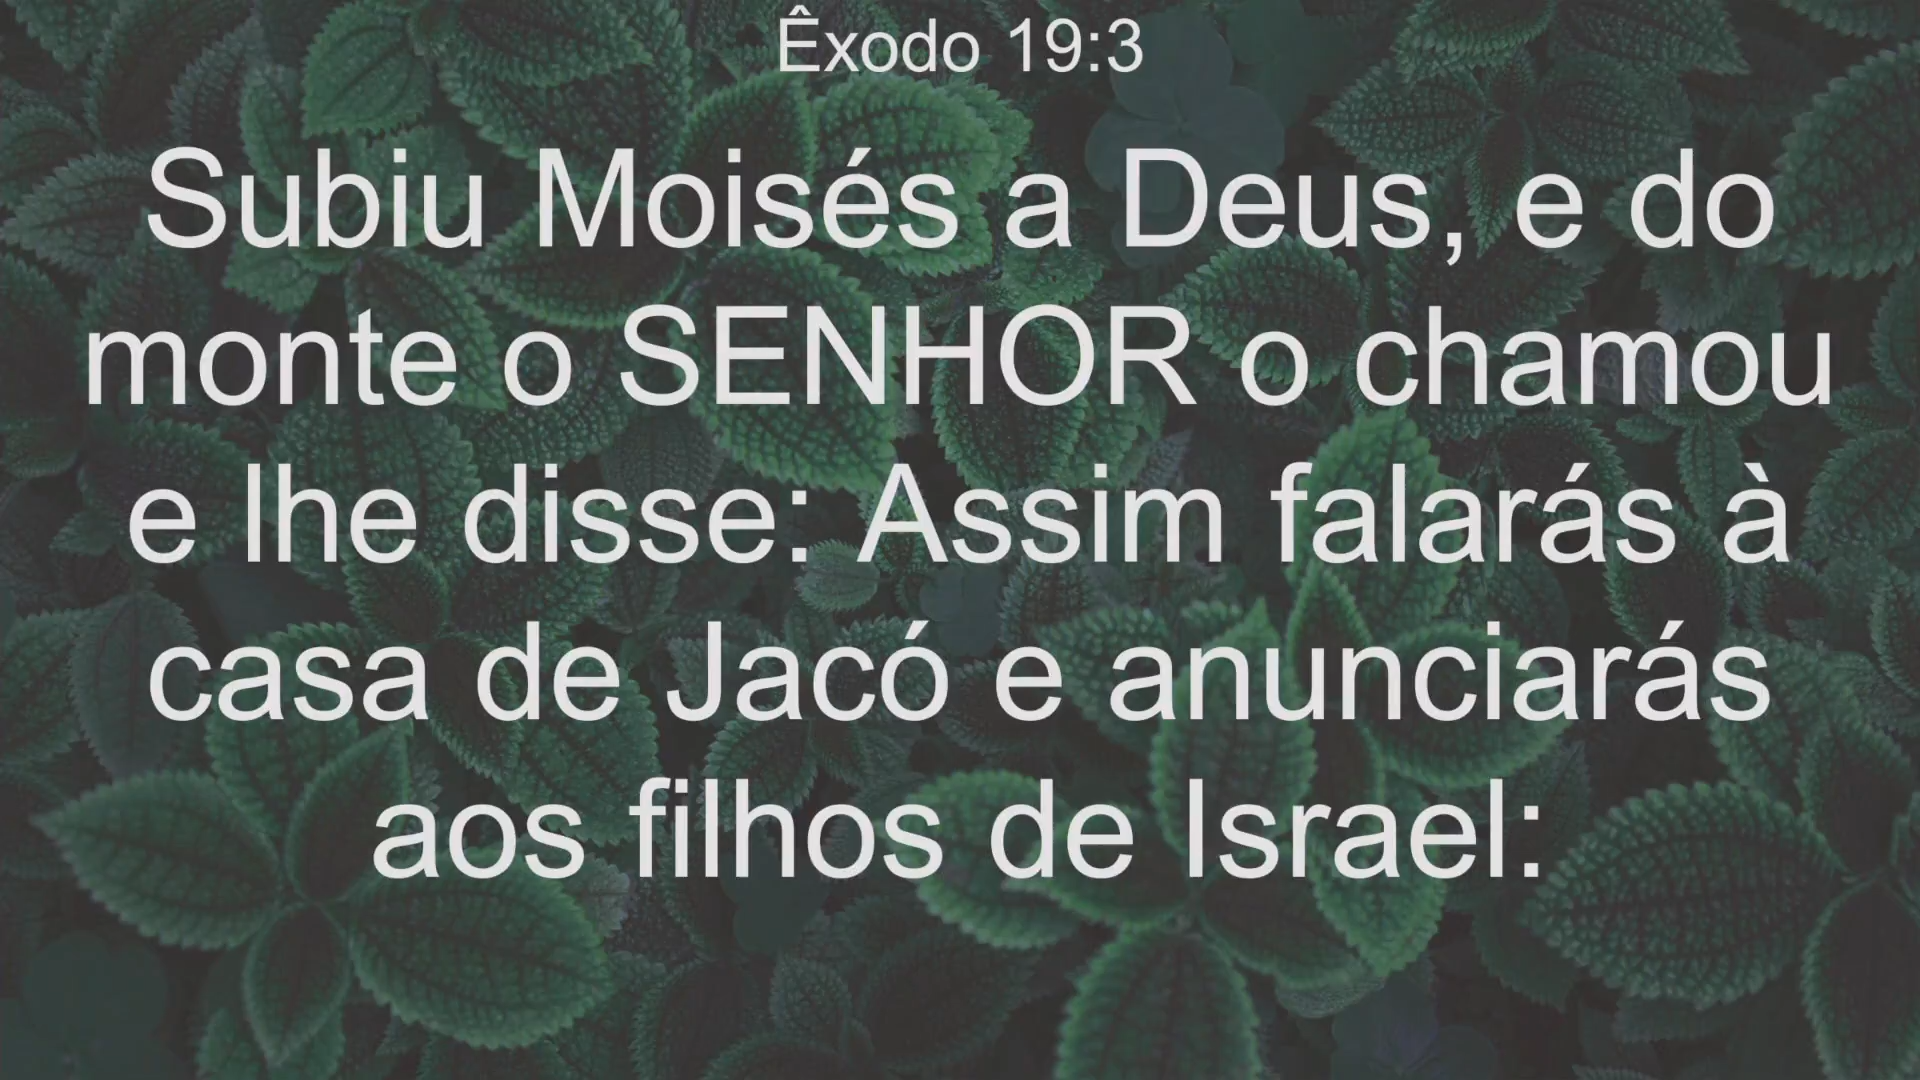 Êxodo 19:3
Subiu Moisés a Deus, e do
monte o SENHOR o chamou
e lhe disse: Assim falarás à
casa de Jacó e anunciarás
aos filhos de Israel: